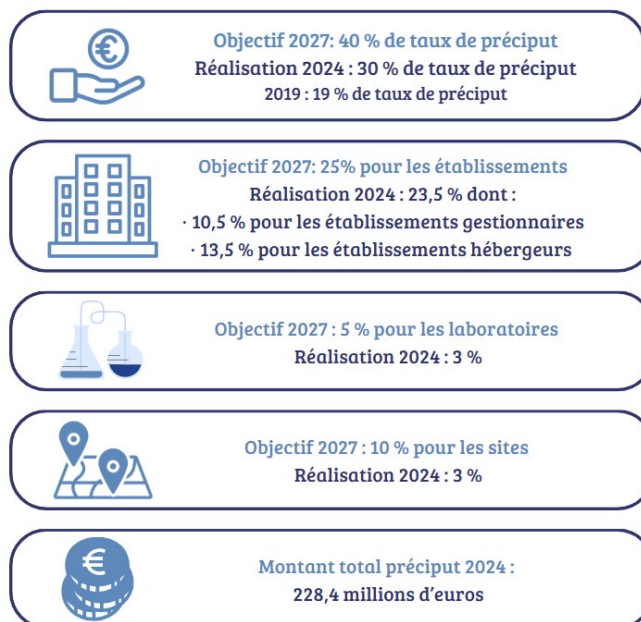 Objectif 2027: 40 % de taux de préciput
Réalisation 2024 : 30 % de taux de préciput
2019 : 19 % de taux de préciput
Objectif 2027: 25% pour les établissements
Réalisation 2024 : 23,5 % dont :
· 10,5 % pour les établissements gestionnaires
· 13,5 % pour les établissements hébergeurs
Objectif 2027 : 5 % pour les laboratoires
Réalisation 2024 : 3 %
Objectif 2027 : 10 % pour les sites
Réalisation 2024 : 3 %
Montant total préciput 2024 :
228,4 millions d'euros